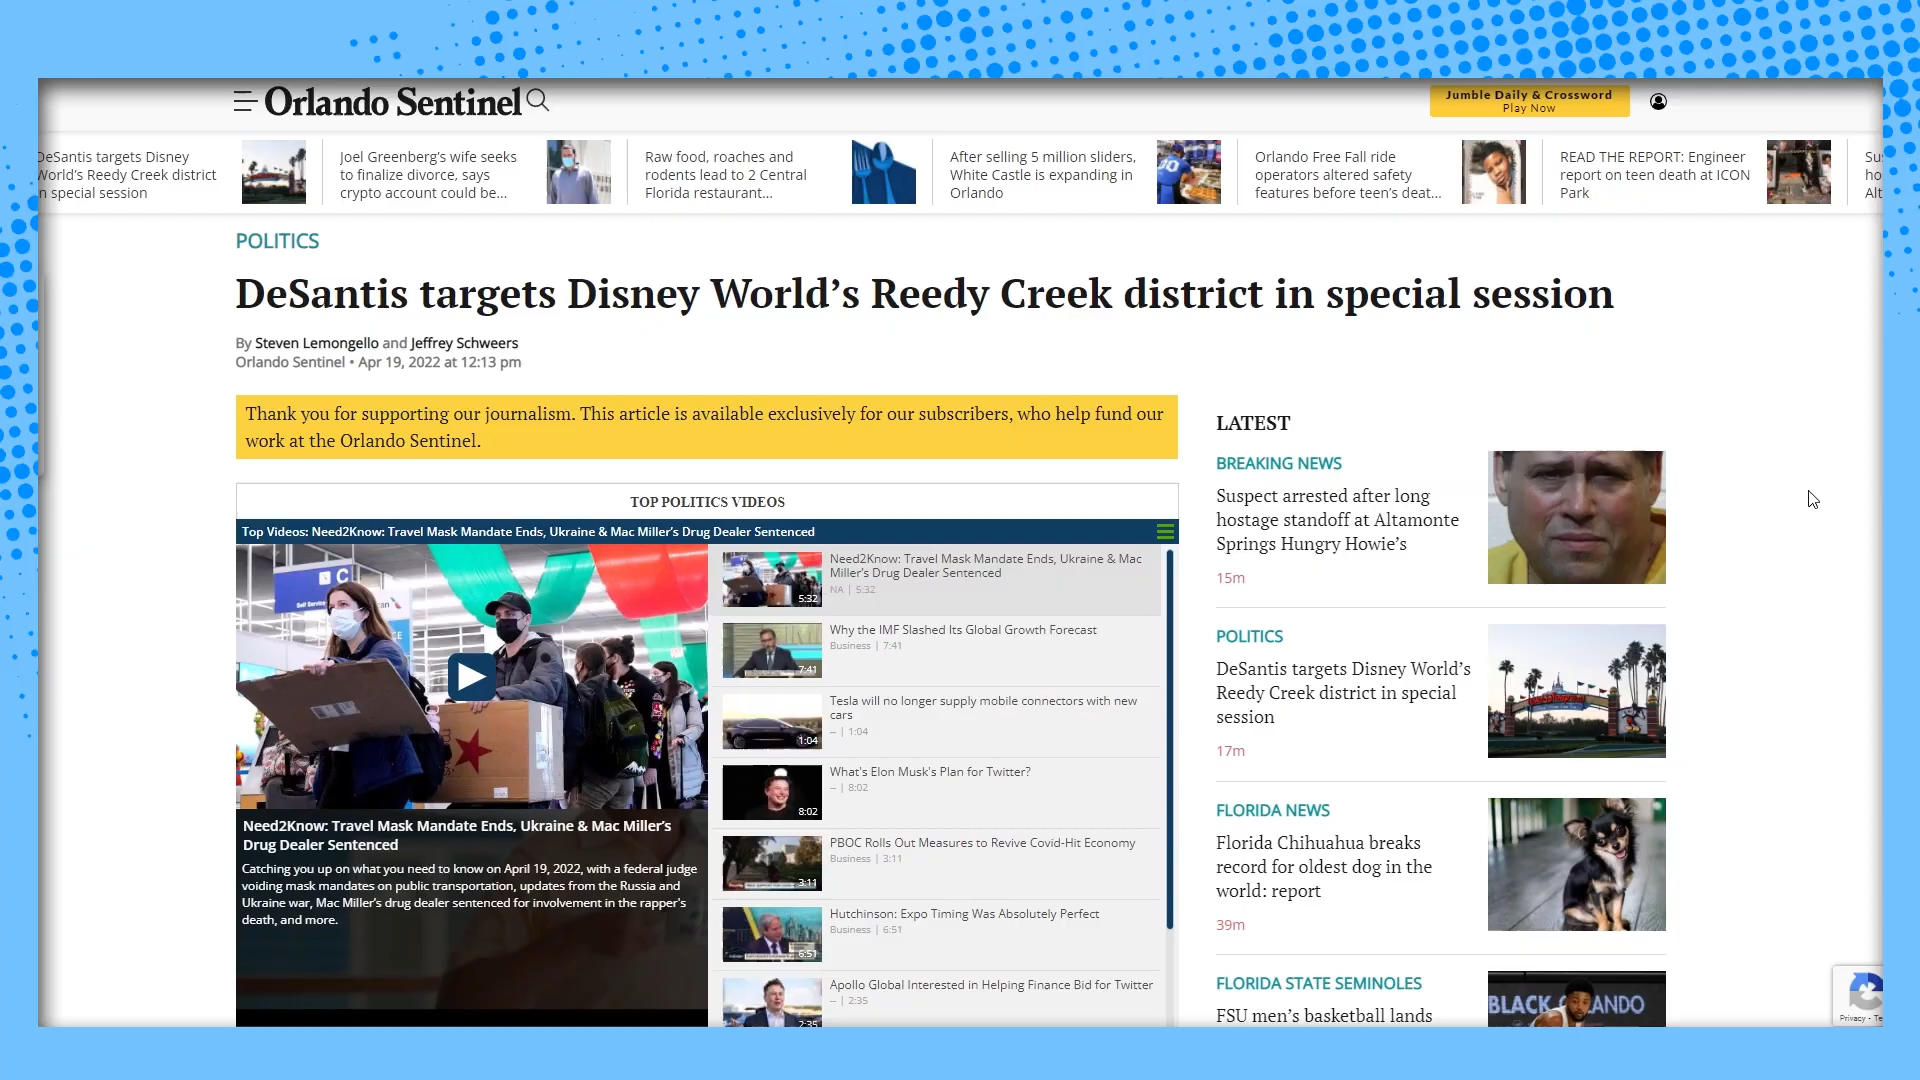 Orlando Sentinel
Jumble Daily & Crossword
Play Now
DeSantis targets Disney
World's Reedy Creek district
in special session
Joel Greenberg's wife seeks
to finalize divorce, says
crypto account could be...
Raw food, roaches and
rodents lead to 2 Central
Florida restaurant...
After selling 5 million sliders,
White Castle is expanding in
Orlando
Orlando Free Fall ride
operators altered safety
features before teen's deat...
READ THE REPORT: Engineer
report on teen death at ICON
Park
POLITICS
DeSantis targets Disney World's Reedy Creek district in special session
By Steven Lemongello and Jeffrey Schweers
Orlando Sentinel • Apr 19, 2022 at 12:13 pm
Thank you for supporting our journalism. This article is available exclusively for our subscribers, who help fund our
work at the Orlando Sentinel.
TOP POLITICS VIDEOS
Top Videos: Need2Know: Travel Mask Mandate Ends, Ukraine & Mac Miller's Drug Dealer Sentenced
C
Self Service
Need2Know: Travel Mask Mandate Ends, Ukraine & Mac Miller's
Drug Dealer Sentenced
Catching you up on what you need to know on April 19, 2022, with a federal judge
voiding mask mandates on public transportation, updates from the Russia and
Ukraine war, Mac Miller's drug dealer sentenced for involvement in the rapper's
death, and more.
5:32
Need2Know: Travel Mask Mandate Ends, Ukraine & Mac
Miller's Drug Dealer Sentenced
NA | 5:32
7:41
Why the IMF Slashed Its Global Growth Forecast
Business | 7:41
1:04
Tesla will no longer supply mobile connectors with new
cars
-- | 1:04
8:02
What's Elon Musk's Plan for Twitter?
-- | 8:02
3:11
PBOC Rolls Out Measures to Revive Covid-Hit Economy
Business | 3:11
6:51
Hutchinson: Expo Timing Was Absolutely Perfect
Business | 6:51
2:35
Apollo Global Interested in Helping Finance Bid for Twitter
-- | 2:35
LATEST
BREAKING NEWS
Suspect arrested after long
hostage standoff at Altamonte
Springs Hungry Howie's
15m
POLITICS
DeSantis targets Disney World's
Reedy Creek district in special
session
17m
FLORIDA NEWS
Florida Chihuahua breaks
record for oldest dog in the
world: report
39m
FLORIDA STATE SEMINOLES
FSU men's basketball lands
Privacy